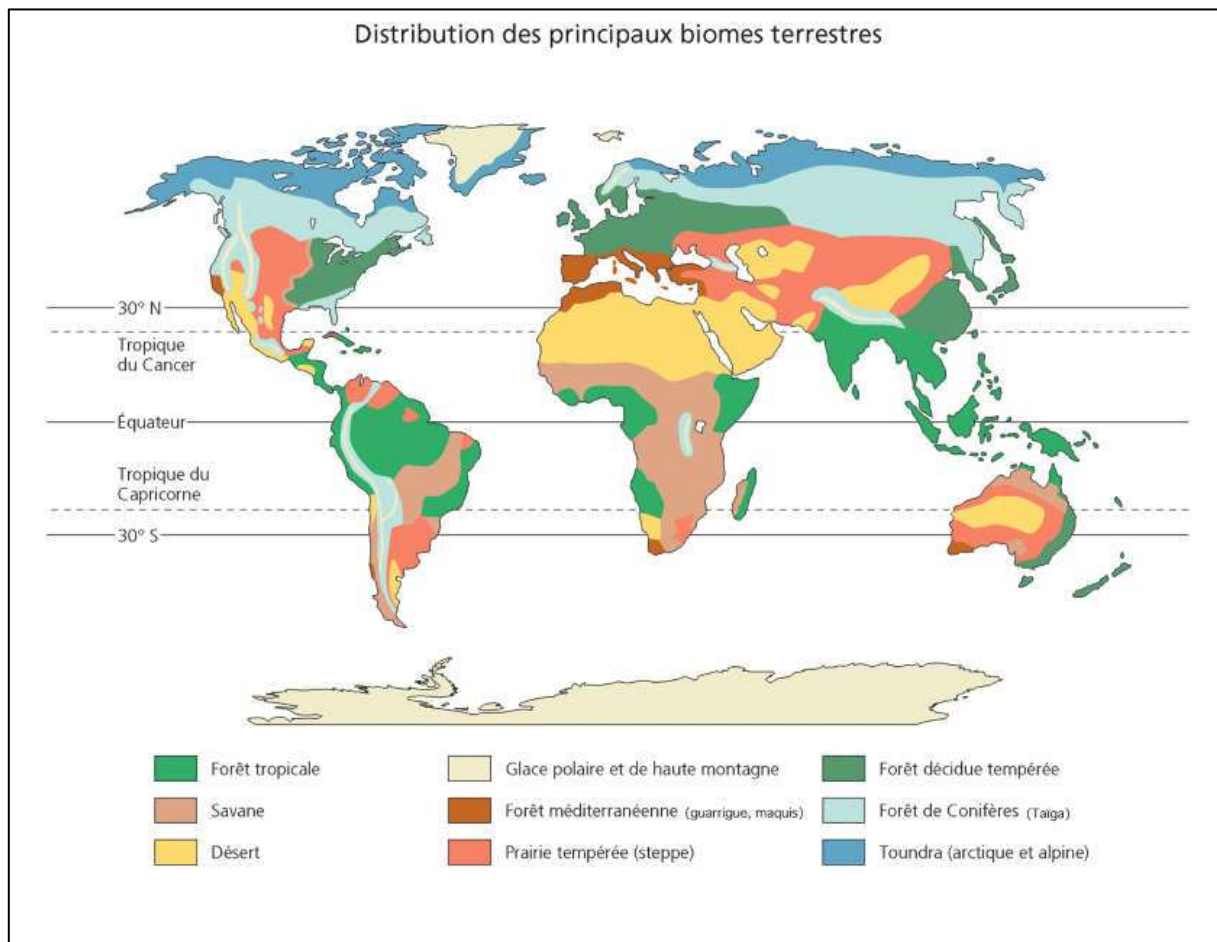 Distribution des principaux biomes terrestres
30° N
Tropique
du Cancer
Équateur
Tropique du
Capricorne
30° S
Forêt tropicale
Glace polaire et de haute montagne
Forêt décidue tempérée
Savane
Forêt méditerranéenne (guarrigue, maquis)
Forêt de Conifères (Taïga)
Désert
Prairie tempérée (steppe)
Toundra (arctique et alpine)